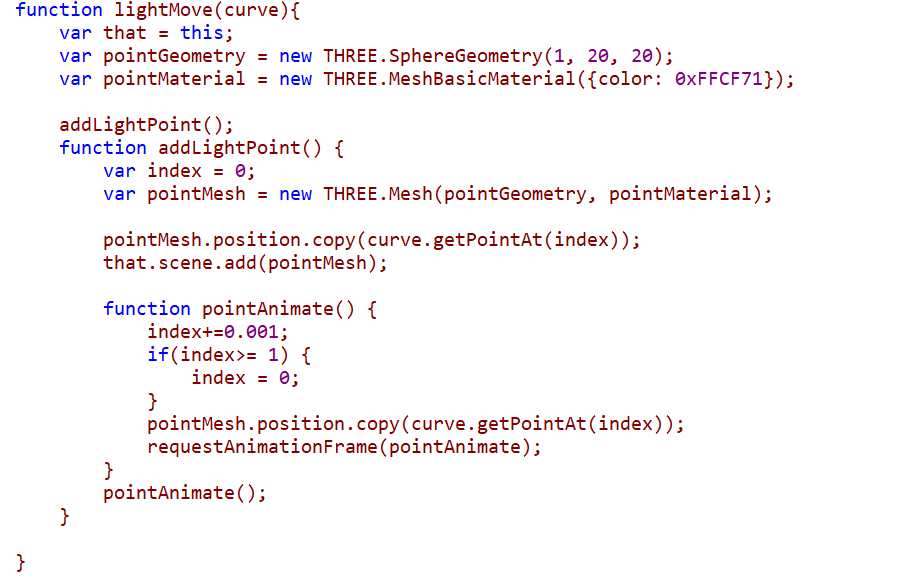 function lightMove(curve){
var that = this;
var pointGeometry = new THREE.SphereGeometry(1, 20, 20);
var pointMaterial = new THREE.MeshBasicMaterial({color: 0xFFCF71});
addLightPoint();
function addLightPoint() {
var index = 0;
var pointMesh = new THREE.Mesh(pointGeometry, pointMaterial);
pointMesh.position.copy(curve.getPointAt(index));
that.scene.add(pointMesh);
function pointAnimate() {
index+=0.001;
if(index>= 1) {
index = 0;
}
pointMesh.position.copy(curve.getPointAt(index));
requestAnimationFrame(pointAnimate);
}
pointAnimate();
}
}